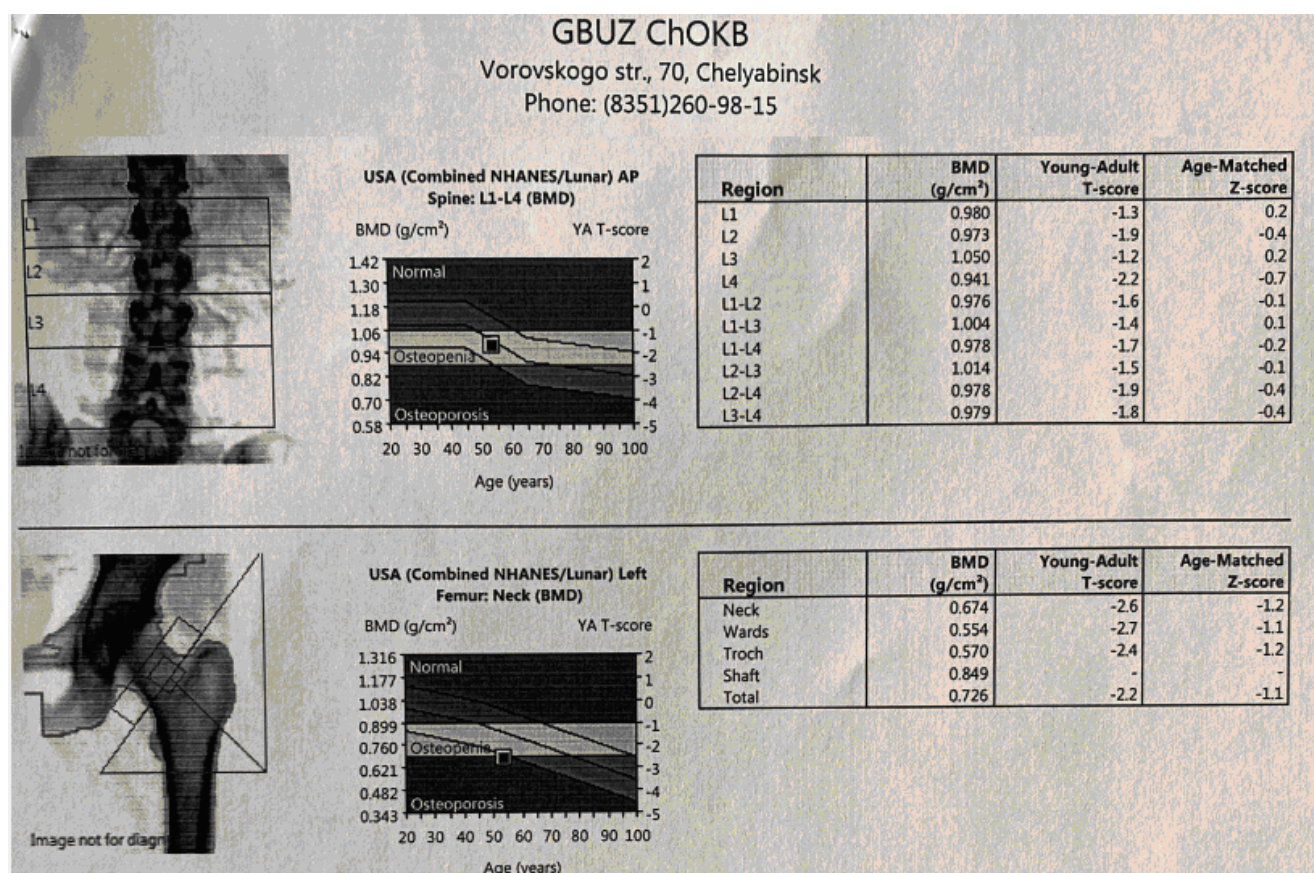 GBUZ ChOKB
Vorovskogo str., 70, Chelyabinsk
Phone: (8351)260-98-15
L1
L2
L3
L4
not for
USA (Combined NHANES/Lunar) AP
Spine: L1-L4 (BMD)
BMD (g/cm²) YA T-score
1.42 Normal 2
1.30 1
1.18 0
1.06 -1
0.94 Osteopenia -2
0.82 -3
0.70 -4
0.58 Osteoporosis -5
20 30 40 50 60 70 80 90 100
Age (years)
Region BMD (g/cm²) Young-Adult T-score Age-Matched Z-score
L1 0.980 -1.3 0.2
L2 0.973 -1.9 -0.4
L3 1.050 -1.2 0.2
L4 0.941 -2.2 -0.7
L1-L2 0.976 -1.6 -0.1
L1-L3 1.004 -1.4 0.1
L1-L4 0.978 -1.7 -0.2
L2-L3 1.014 -1.5 -0.1
L2-L4 0.978 -1.9 -0.4
L3-L4 0.979 -1.8 -0.4
Image not for diagn
USA (Combined NHANES/Lunar) Left
Femur: Neck (BMD)
BMD (g/cm²) YA T-score
1.316 Normal 2
1.177 1
1.038 0
0.899 -1
0.760 Osteopenia -2
0.621 -3
0.482 -4
0.343 Osteoporosis -5
20 30 40 50 60 70 80 90 100
Age (years)
Region BMD (g/cm²) Young-Adult T-score Age-Matched Z-score
Neck 0.674 -2.6 -1.2
Wards 0.554 -2.7 -1.1
Troch 0.570 -2.4 -1.2
Shaft 0.849 - -
Total 0.726 -2.2 -1.1